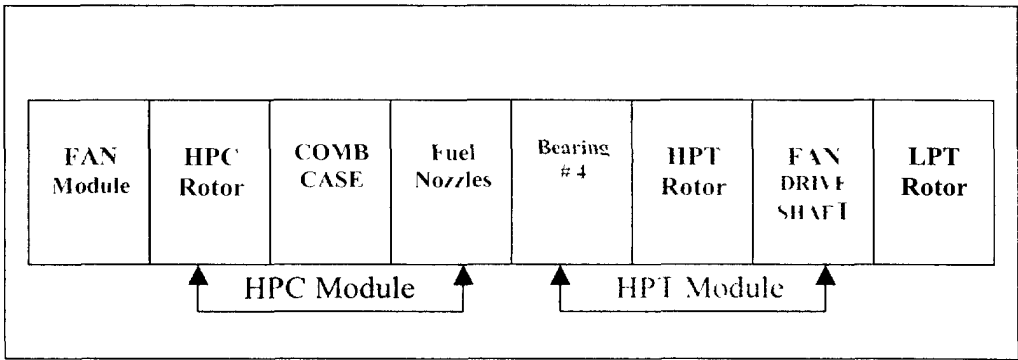 FAN
Module
HPC
Rotor
COMB
CASE
Fuel
Nozzles
Bearing
# 4
HPT
Rotor
FAN
DRIVE
SHAFT
LPT
Rotor
HPC Module
HPT Module